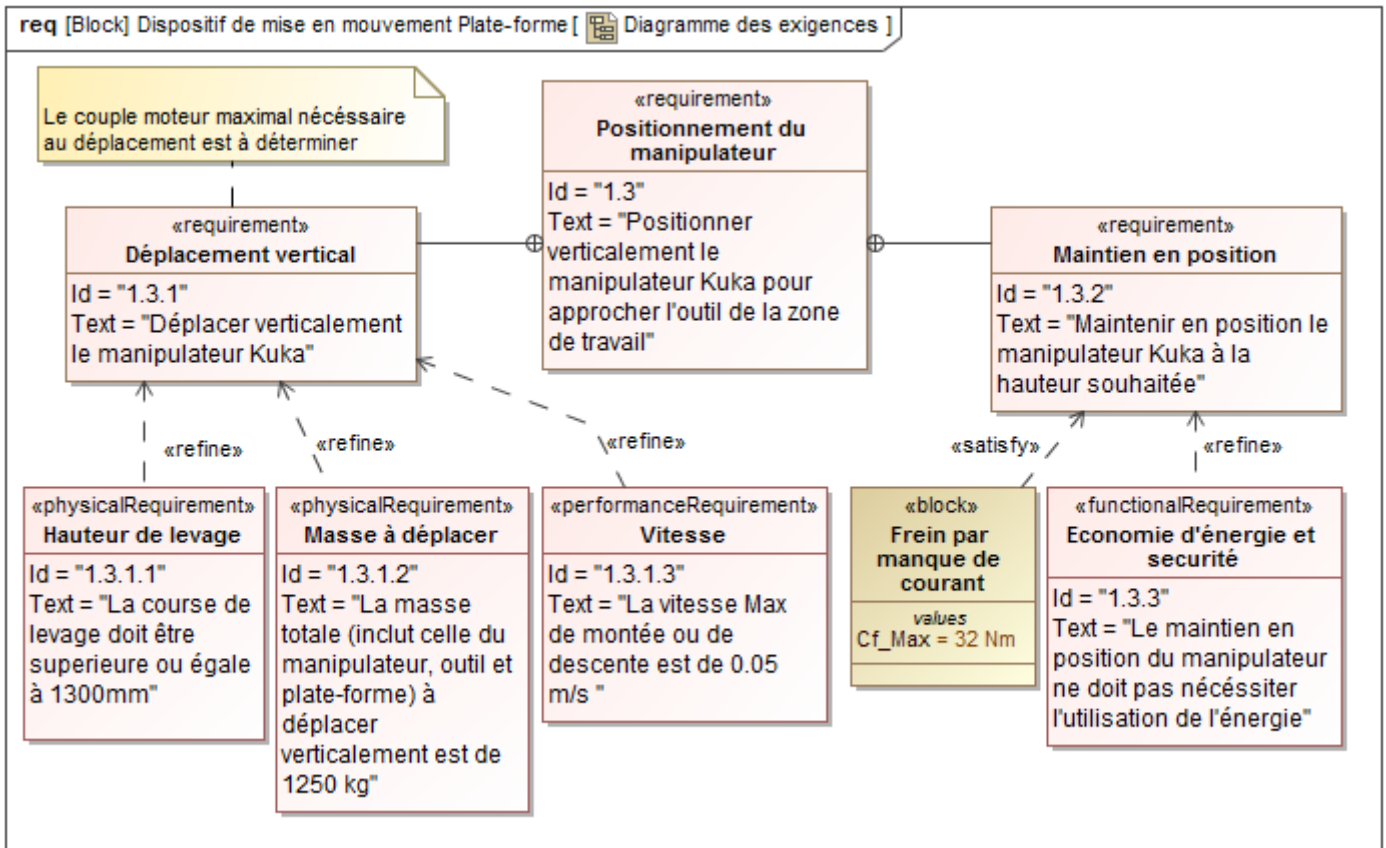 req [Block] Dispositif de mise en mouvement Plate-forme [ Diagramme des exigences ]
Le couple moteur maximal nécéssaire
au déplacement est à déterminer
«requirement»
Positionnement du
manipulateur
Id = "1.3"
Text = "Positionner
verticalement le
manipulateur Kuka pour
approcher l'outil de la zone
de travail"
«requirement»
Déplacement vertical
Id = "1.3.1"
Text = "Déplacer verticalement
le manipulateur Kuka"
«requirement»
Maintien en position
Id = "1.3.2"
Text = "Maintenir en position le
manipulateur Kuka à la
hauteur souhaitée"
«refine»
«refine»
«refine»
«satisfy»
«refine»
«physicalRequirement»
Hauteur de levage
Id = "1.3.1.1"
Text = "La course de
levage doit être
superieure ou égale
à 1300mm"
«physicalRequirement»
Masse à déplacer
Id = "1.3.1.2"
Text = "La masse
totale (inclut celle du
manipulateur, outil et
plate-forme) à
déplacer
verticalement est de
1250 kg"
«performanceRequirement»
Vitesse
Id = "1.3.1.3"
Text = "La vitesse Max
de montée ou de
descente est de 0.05
m/s "
«block»
Frein par
manque de
courant
values
Cf_Max = 32 Nm
«functionalRequirement»
Economie d'énergie et
securité
Id = "1.3.3"
Text = "Le maintien en
position du manipulateur
ne doit pas nécéssiter
l'utilisation de l'énergie"